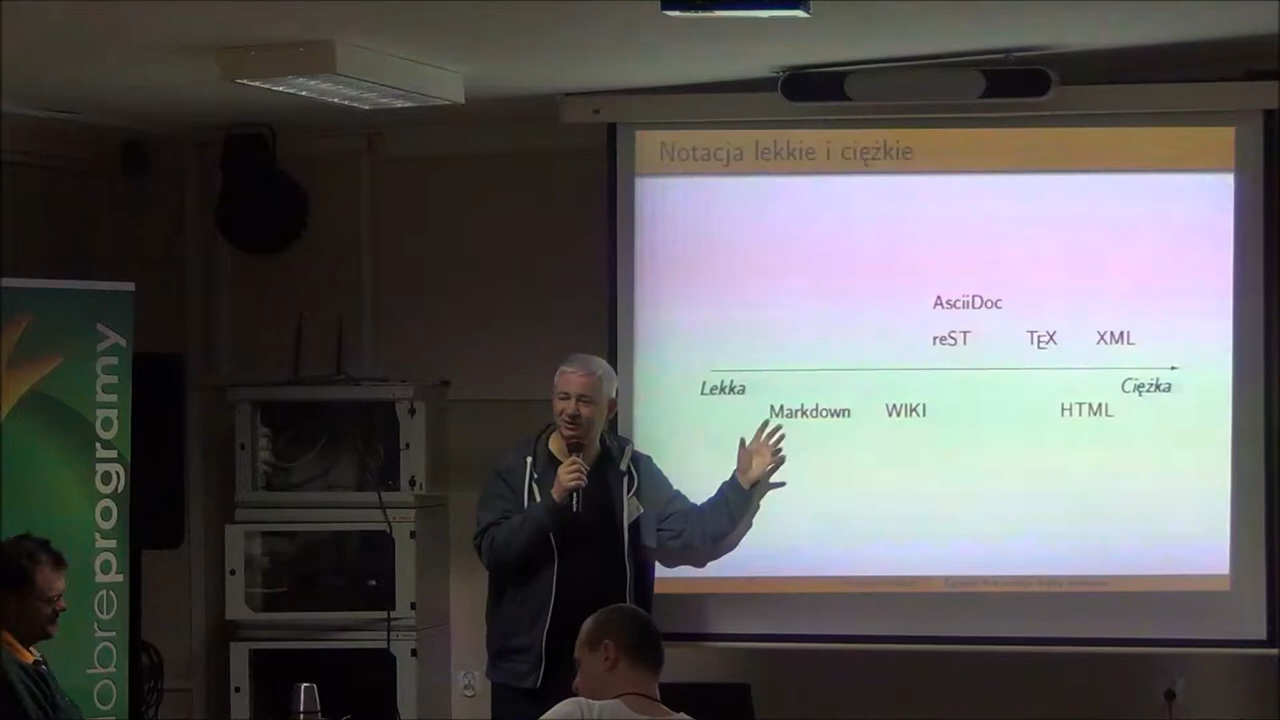 Notacja lekkie i ciężkie
AsciiDoc
reST TEX XML
Lekka Ciężka
Markdown WIKI HTML
dobreprogramy